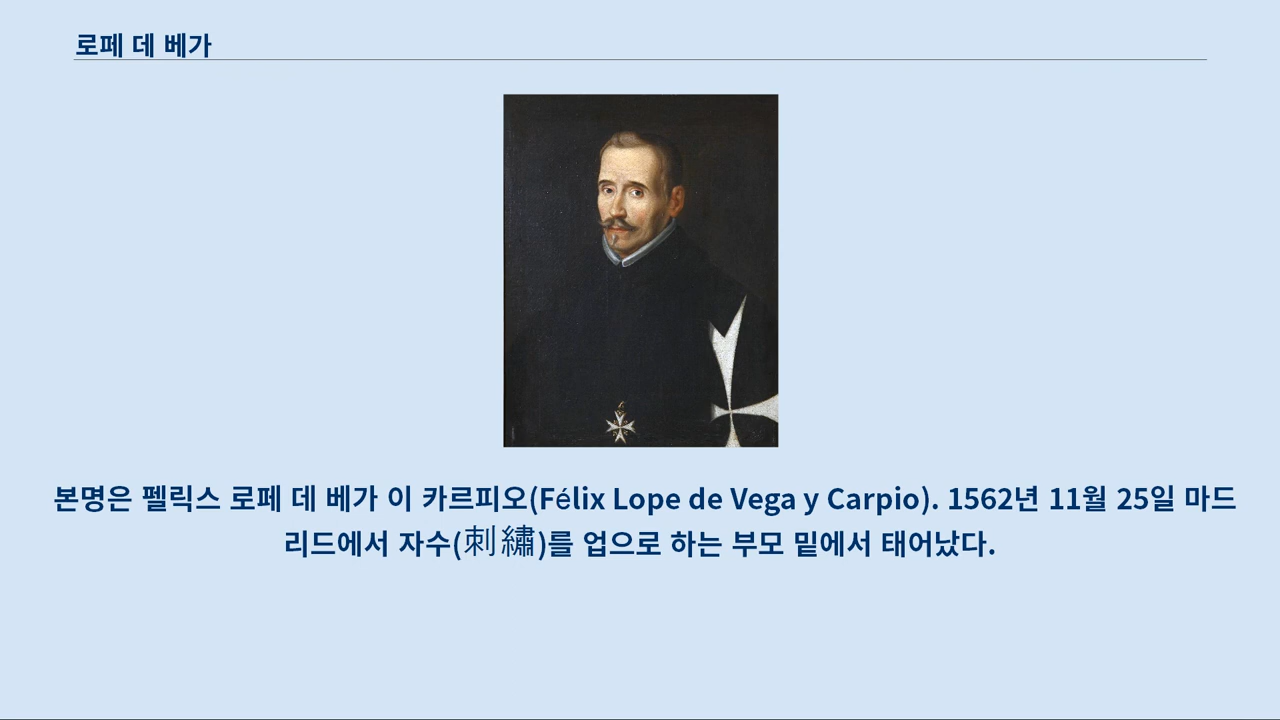 로페 데 베가
본명은 펠릭스 로페 데 베가 이 카르피오(Félix Lope de Vega y Carpio). 1562년 11월 25일 마드
리드에서 자수(刺繡)를 업으로 하는 부모 밑에서 태어났다.